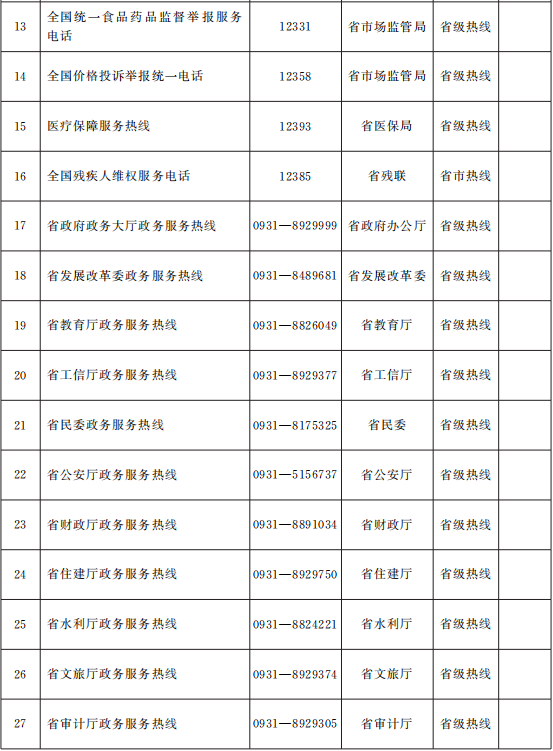 13 全国统一食品药品监督举报服务电话 12331 省市场监管局 省级热线
14 全国价格投诉举报统一电话 12358 省市场监管局 省级热线
15 医疗保障服务热线 12393 省医保局 省级热线
16 全国残疾人维权服务电话 12385 省残联 省市热线
17 省政府政务大厅政务服务热线 0931—8929999 省政府办公厅 省级热线
18 省发展改革委政务服务热线 0931—8489681 省发展改革委 省级热线
19 省教育厅政务服务热线 0931—8826049 省教育厅 省级热线
20 省工信厅政务服务热线 0931—8929377 省工信厅 省级热线
21 省民委政务服务热线 0931—8175325 省民委 省级热线
22 省公安厅政务服务热线 0931—5156737 省公安厅 省级热线
23 省财政厅政务服务热线 0931—8891034 省财政厅 省级热线
24 省住建厅政务服务热线 0931—8929750 省住建厅 省级热线
25 省水利厅政务服务热线 0931—8824221 省水利厅 省级热线
26 省文旅厅政务服务热线 0931—8929374 省文旅厅 省级热线
27 省审计厅政务服务热线 0931—8929305 省审计厅 省级热线